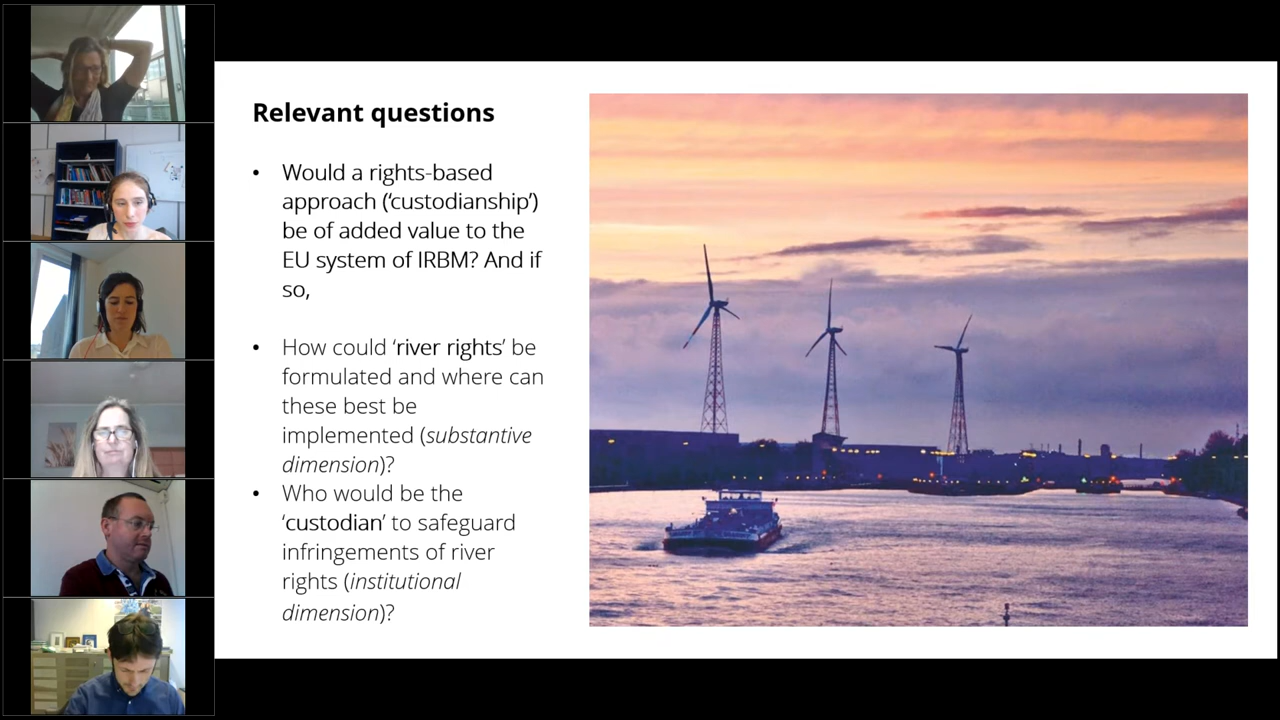 Relevant questions
• Would a rights-based
approach (‘custodianship’)
be of added value to the
EU system of IRBM? And if
so,
• How could ‘river rights’ be
formulated and where can
these best be
implemented (substantive
dimension)?
• Who would be the
‘custodian’ to safeguard
infringements of river
rights (institutional
dimension)?